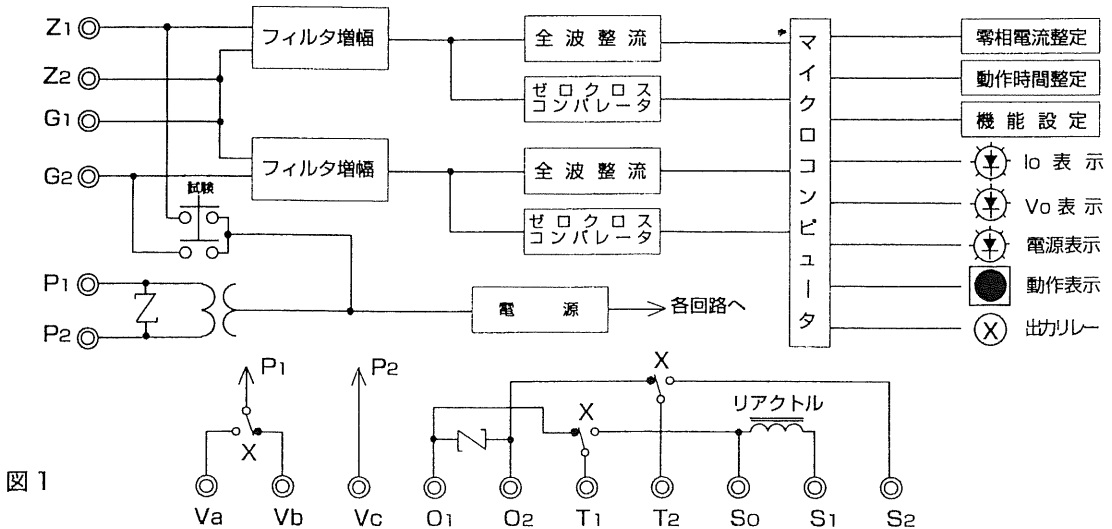 Z1
Z2
G1
G2
試験
P1
P2
フィルタ増幅
フィルタ増幅
全波整流
ゼロクロス
コンパレータ
全波整流
ゼロクロス
コンパレータ
電源
各回路へ
マイクロコンピュータ
零相電流整定
動作時間整定
機能設定
Io 表示
Vo 表示
電源表示
動作表示
X 出力リレー
P1
X
P2
X
X
リアクトル
図1
Va
Vb
Vc
O1
O2
T1
T2
So
S1
S2